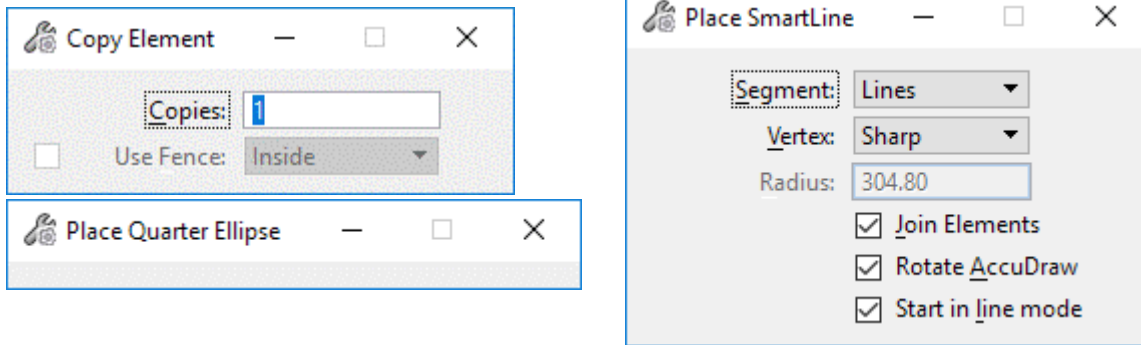 Copy Element
Copies: 1
Use Fence: Inside
Place Quarter Ellipse
Place SmartLine
Segment: Lines
Vertex: Sharp
Radius: 304.80
Join Elements
Rotate AccuDraw
Start in line mode